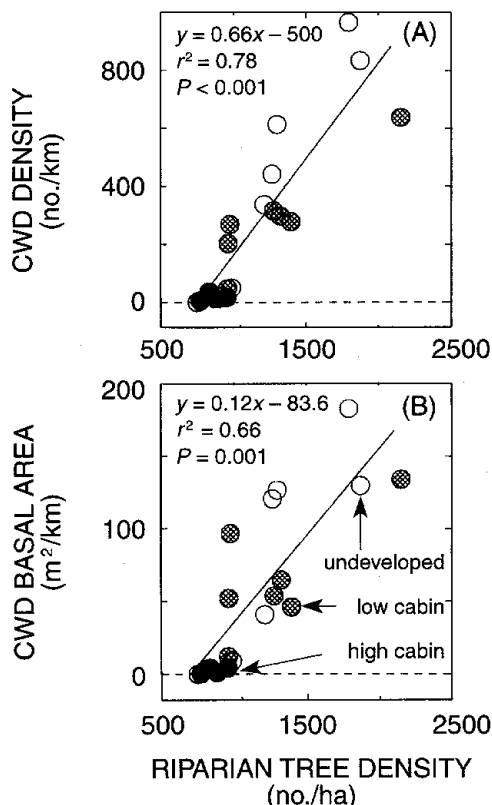 (A)
y = 0.66x – 500
r² = 0.78
P < 0.001
CWD DENSITY
(no./km)
800
400
0
500
1500
2500
(B)
y = 0.12x – 83.6
r² = 0.66
P = 0.001
CWD BASAL AREA
(m²/km)
200
100
0
undeveloped
low cabin
high cabin
500
1500
2500
RIPARIAN TREE DENSITY
(no./ha)